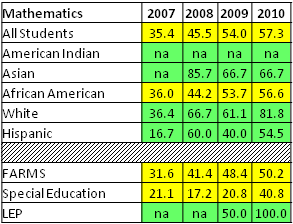 Mathematics 2007 2008 2009 2010
All Students 35.4 45.5 54.0 57.3
American Indian na na na na
Asian na 85.7 66.7 66.7
African American 36.0 44.2 53.7 56.6
White 36.4 66.7 61.1 81.8
Hispanic 16.7 60.0 40.0 54.5
FARMS 31.6 41.4 48.4 50.2
Special Education 21.1 17.2 20.8 40.8
LEP na na 50.0 100.0